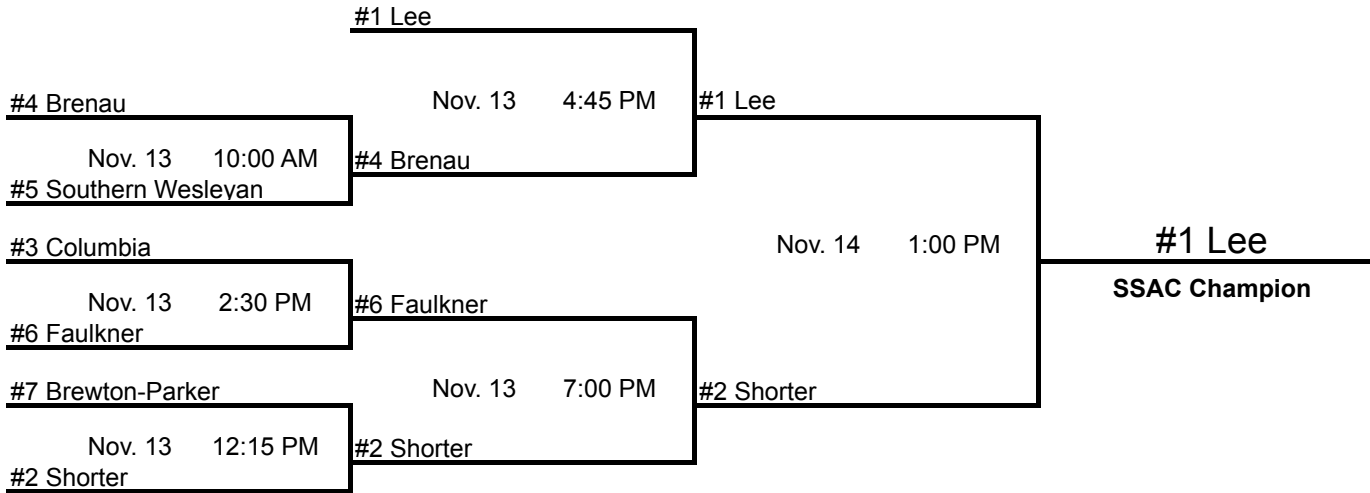 #1 Lee
Nov. 13 4:45 PM
#4 Brenau
#1 Lee
Nov. 13 10:00 AM
#4 Brenau
#5 Southern Wesleyan
#3 Columbia
Nov. 14 1:00 PM
#1 Lee
SSAC Champion
Nov. 13 2:30 PM
#6 Faulkner
#6 Faulkner
#7 Brewton-Parker
Nov. 13 7:00 PM
#2 Shorter
Nov. 13 12:15 PM
#2 Shorter
#2 Shorter